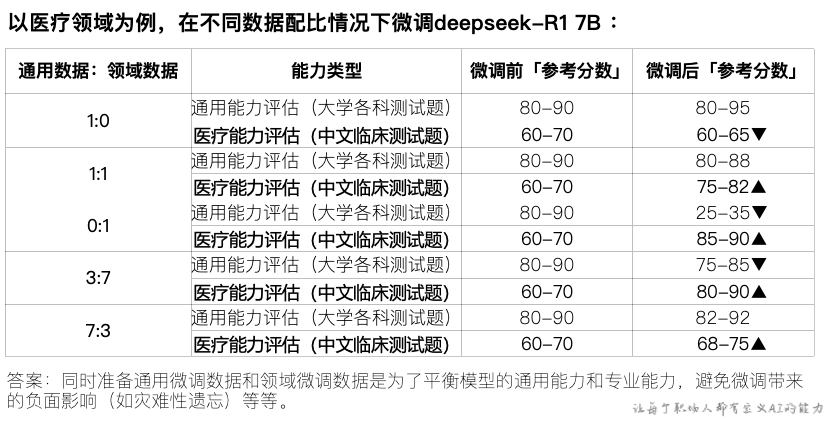 以医疗领域为例，在不同数据配比情况下微调deepseek-R1 7B：
通用数据：领域数据 能力类型 微调前「参考分数」 微调后「参考分数」
1:0 通用能力评估（大学各科测试题） 80-90 80-95
医疗能力评估（中文临床测试题） 60-70 60-65▼
1:1 通用能力评估（大学各科测试题） 80-90 80-88
医疗能力评估（中文临床测试题） 60-70 75-82▲
0:1 通用能力评估（大学各科测试题） 80-90 25-35▼
医疗能力评估（中文临床测试题） 60-70 85-90▲
3:7 通用能力评估（大学各科测试题） 80-90 75-85▼
医疗能力评估（中文临床测试题） 60-70 80-90▲
7:3 通用能力评估（大学各科测试题） 80-90 82-92
医疗能力评估（中文临床测试题） 60-70 68-75▲
答案：同时准备通用微调数据和领域微调数据是为了平衡模型的通用能力和专业能力，避免微调带来
的负面影响（如灾难性遗忘）等等。
让每个职场人都有定义AI的能力